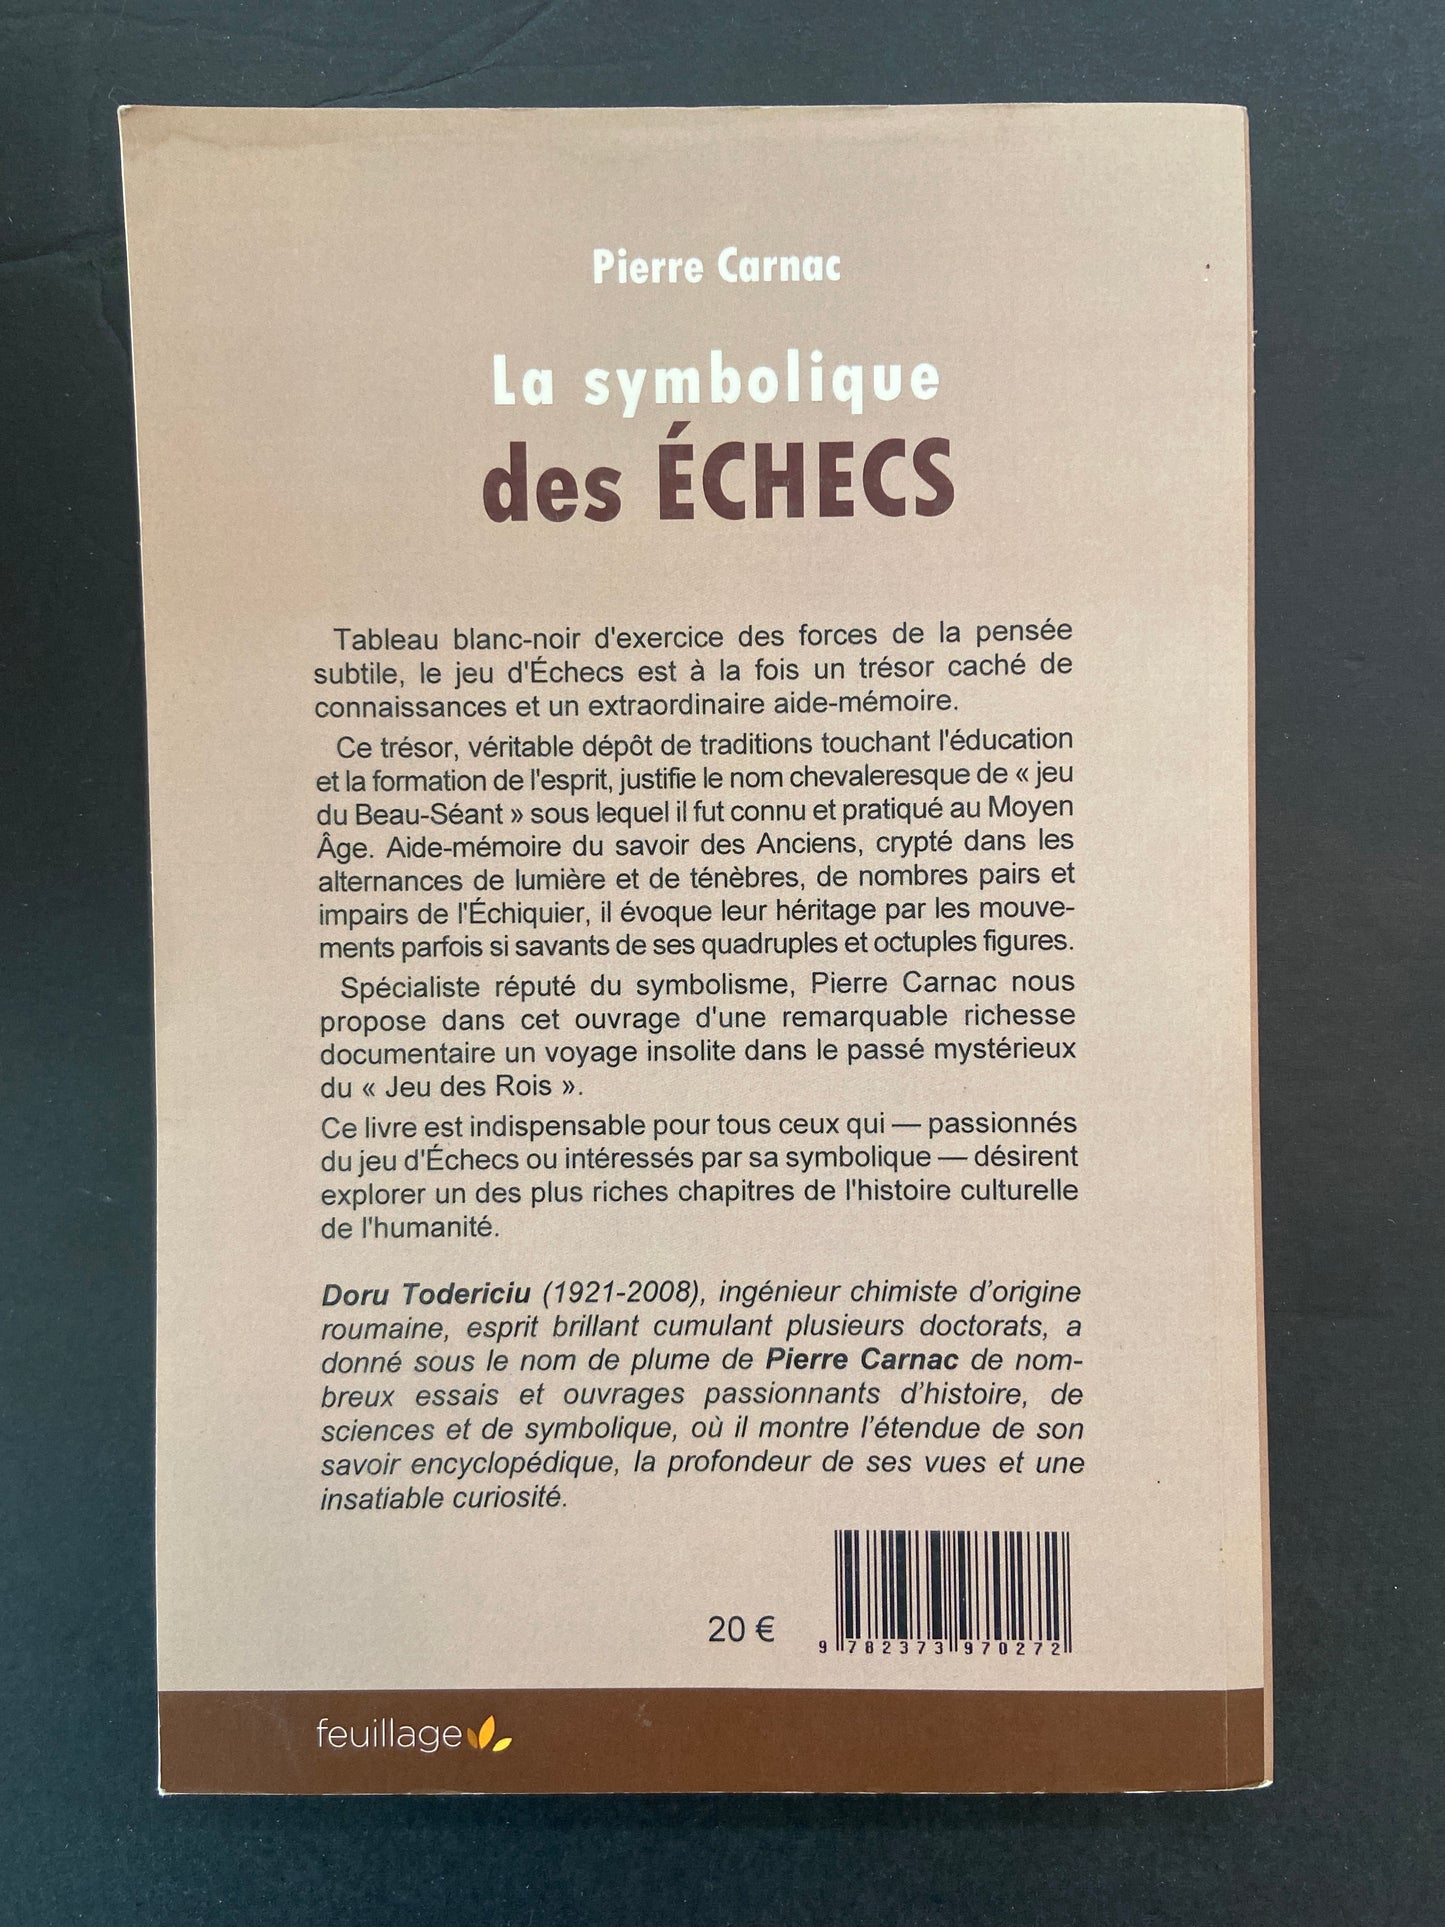 Pierre Carnac
La symbolique
des ÉCHECS
Tableau blanc-noir d'exercice des forces de la pensée
subtile, le jeu d'Échecs est à la fois un trésor caché de
connaissances et un extraordinaire aide-mémoire.
Ce trésor, véritable dépôt de traditions touchant l'éducation
et la formation de l'esprit, justifie le nom chevaleresque de « jeu
du Beau-Séant » sous lequel il fut connu et pratiqué au Moyen
Âge. Aide-mémoire du savoir des Anciens, crypté dans les
alternances de lumière et de ténèbres, de nombres pairs et
impairs de l'Échiquier, il évoque leur héritage par les mouve-
ments parfois si savants de ses quadruples et octuples figures.
Spécialiste réputé du symbolisme, Pierre Carnac nous
propose dans cet ouvrage d'une remarquable richesse
documentaire un voyage insolite dans le passé mystérieux
du « Jeu des Rois ».
Ce livre est indispensable pour tous ceux qui — passionnés
du jeu d'Échecs ou intéressés par sa symbolique — désirent
explorer un des plus riches chapitres de l'histoire culturelle
de l'humanité.
Doru Todericiu (1921-2008), ingénieur chimiste d’origine
roumaine, esprit brillant cumulant plusieurs doctorats, a
donné sous le nom de plume de Pierre Carnac de nom-
breux essais et ouvrages passionnants d’histoire, de
sciences et de symbolique, où il montre l’étendue de son
savoir encyclopédique, la profondeur de ses vues et une
insatiable curiosité.
20 €
9 782373 970272
feuillage